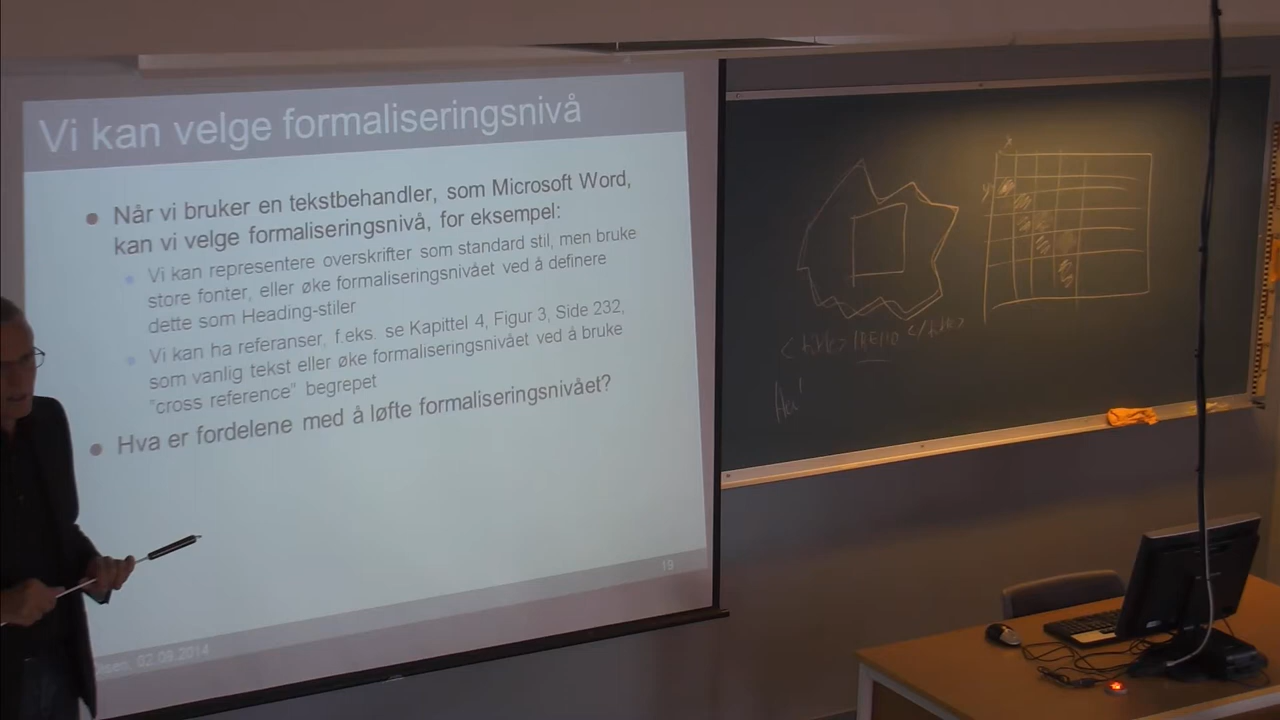 Vi kan velge formaliseringsnivå
Når vi bruker en tekstbehandler, som Microsoft Word,
kan vi velge formaliseringsnivå, for eksempel:
Vi kan representere overskrifter som standard stil, men bruke
store fonter, eller øke formaliseringsnivået ved å definere
dette som Heading-stiler
Vi kan ha referanser, f.eks. se Kapittel 4, Figur 3, Side 232,
som vanlig tekst eller øke formaliseringsnivået ved å bruke
"cross reference" begrepet
Hva er fordelene med å løfte formaliseringsnivået?
02.09.2014
19
x
y